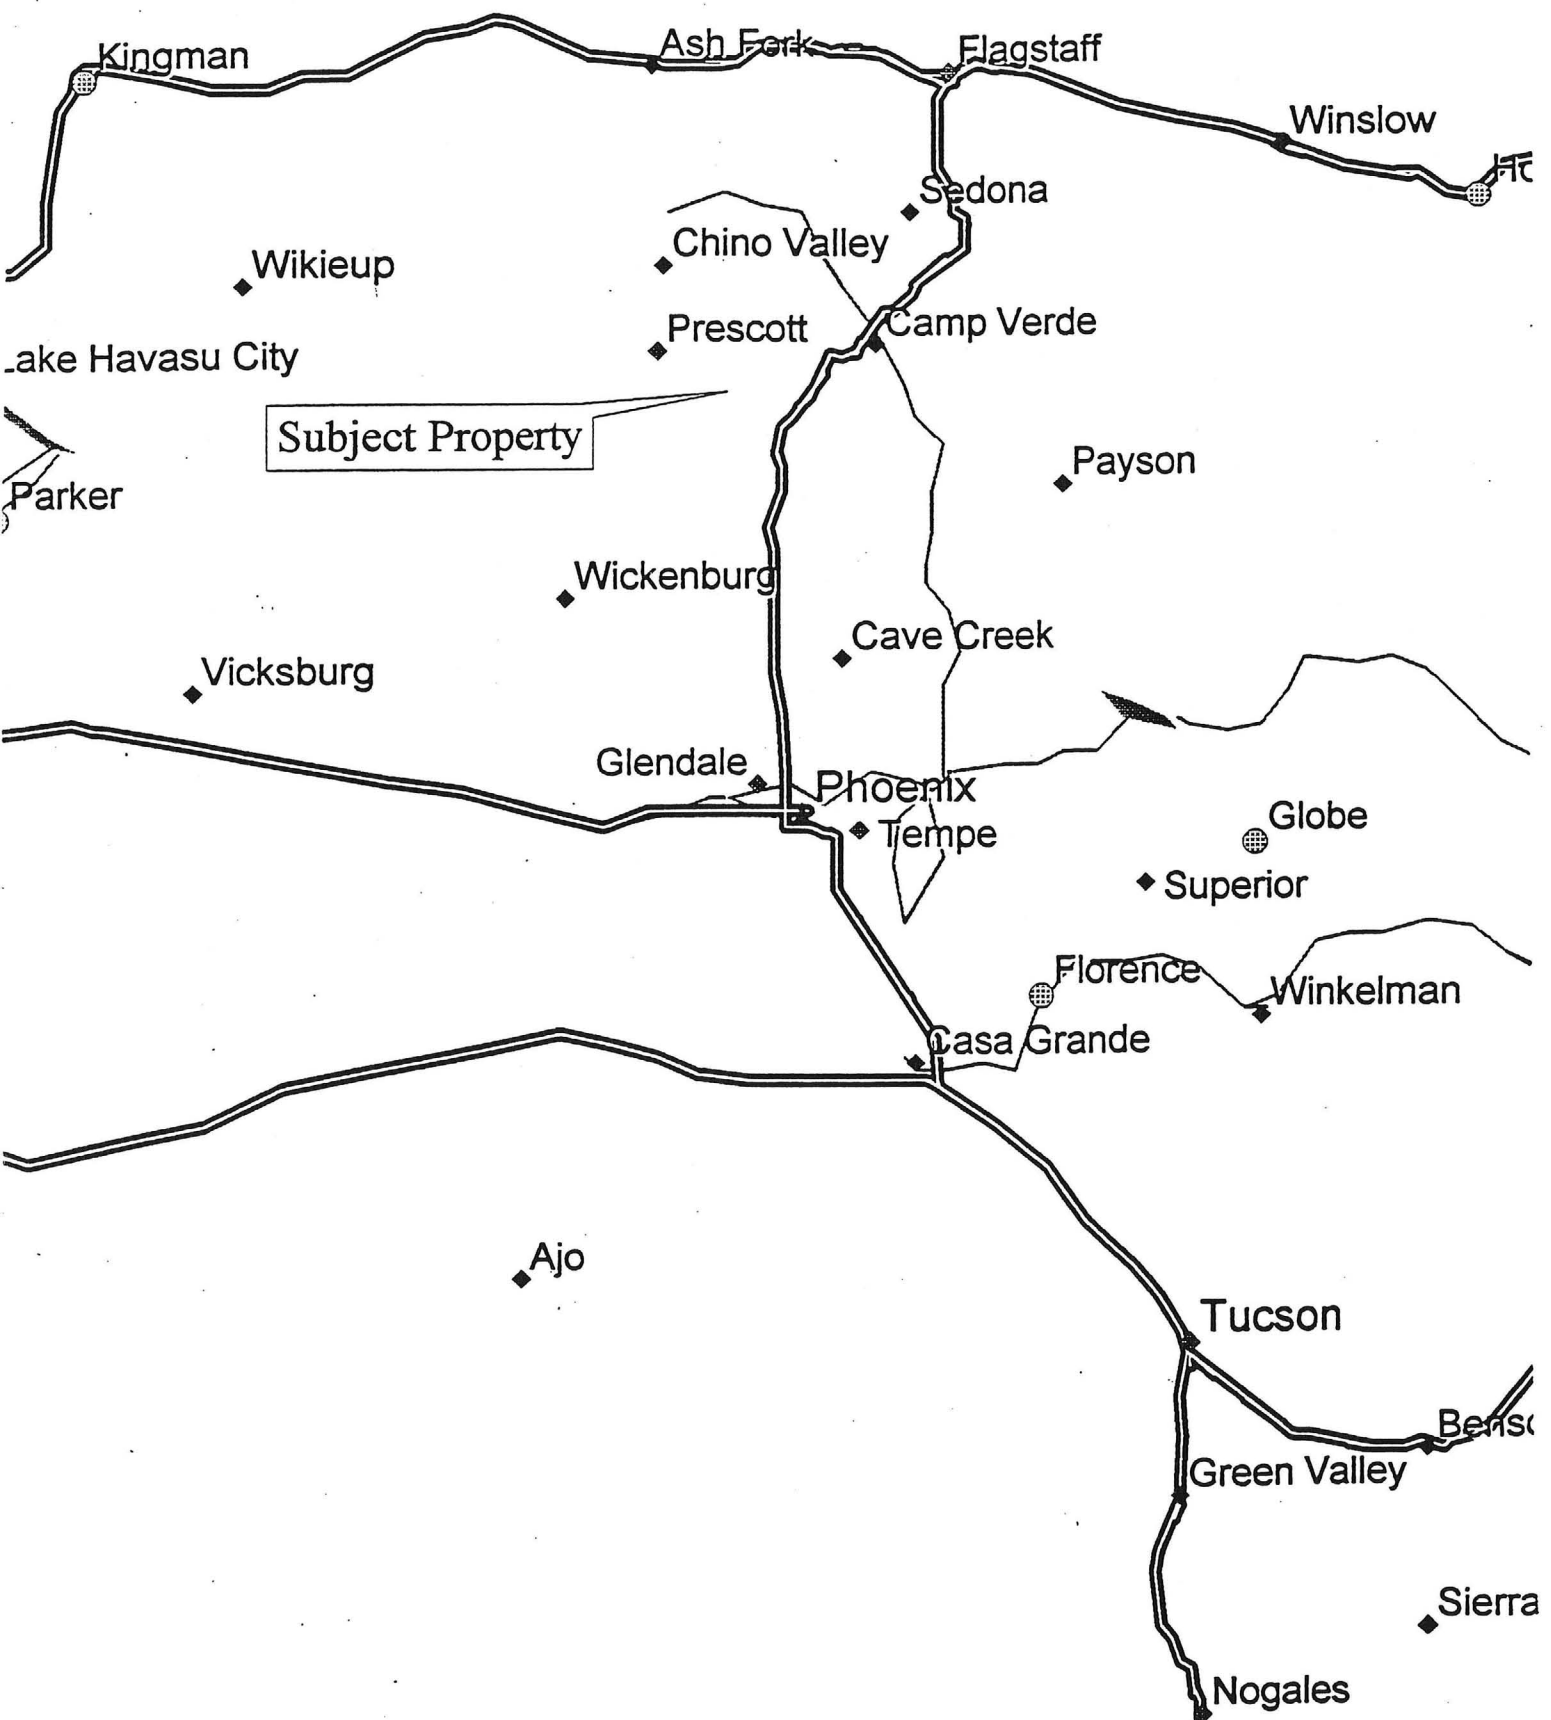 Kingman
Ash Fork
Flagstaff
Winslow
Ho
Sedona
Chino Valley
Wikieup
Prescott
Camp Verde
Lake Havasu City
Subject Property
Payson
Parker
Wickenburg
Cave Creek
Vicksburg
Glendale
Phoenix
Globe
Tempe
Superior
Florence
Winkelman
Casa Grande
Ajo
Tucson
Benso
Green Valley
Sierra
Nogales